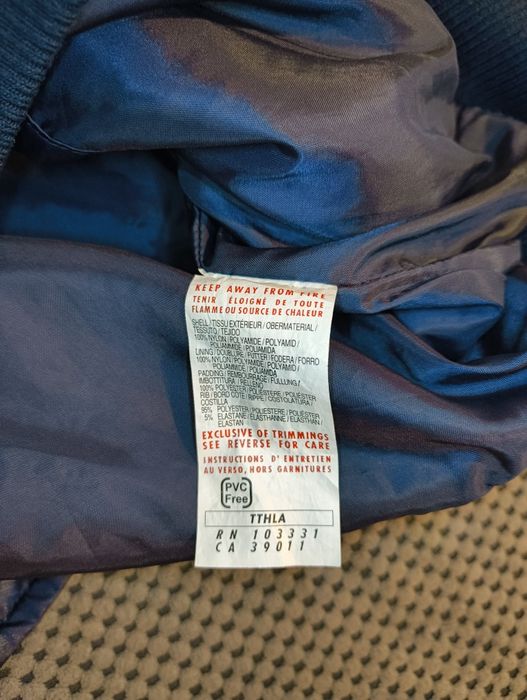 KEEP AWAY FROM FIRE
TENIR ÉLOIGNÉ DE TOUTE
FLAMME OU SOURCE DE CHALEUR
SHELL/TISSU EXTÉRIEUR/OBERMATERIAL/
TESSUTO/TEJIDO
100% NYLON/POLYAMIDE/POLYAMID/
POLIAMMIDE/POLIAMIDA
LINING/DOUBLURE/FUTTER/FODERA/FORRO
100% NYLON/POLYAMIDE/POLYAMID/
POLIAMMIDE/POLIAMIDA
PADDING/REMBOURRAGE/FÜLLUNG/
IMBOTTITURA/RELLENO
100% POLYESTER/POLIESTERE/POLIÉSTER
RIB/BORD COTE/RIPPE/COSTOLATURA/
COSTILLA
95% POLYESTER/POLIESTERE/POLIÉSTER
5% ELASTANE/ELASTHANNE/ELASTHAN/
ELASTAN
EXCLUSIVE OF TRIMMINGS
SEE REVERSE FOR CARE
INSTRUCTIONS D' ENTRETIEN
AU VERSO, HORS GARNITURES
PVC
Free
TTHLA
RN 103331
CA 39011